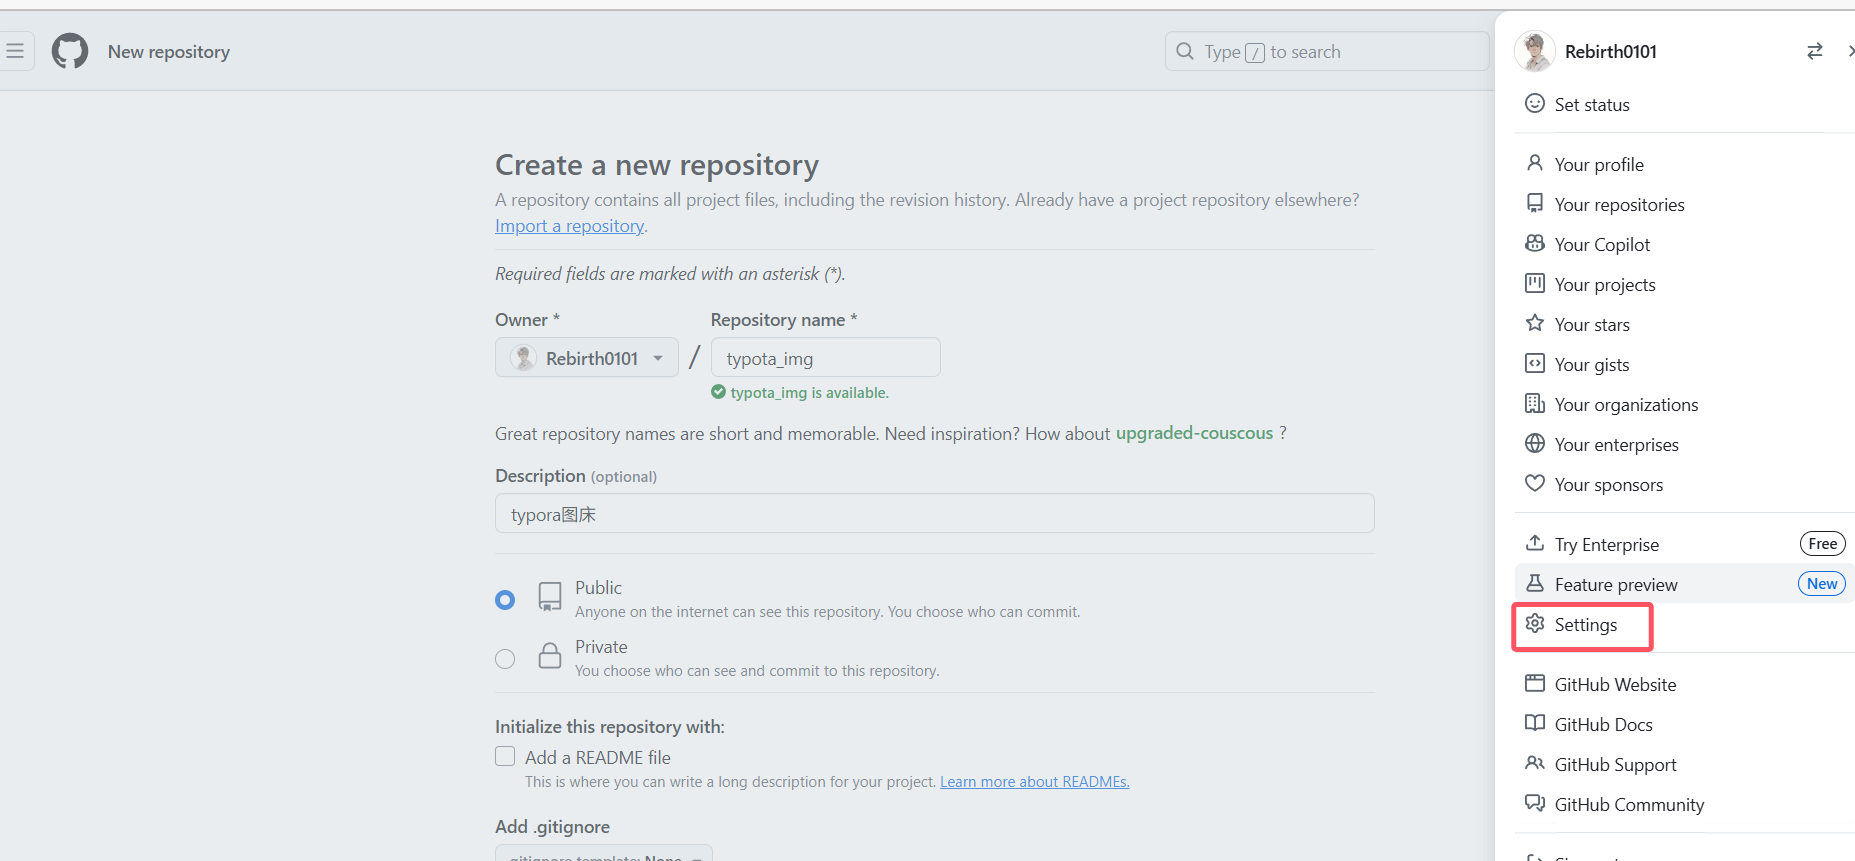 New repository
Type / to search
Create a new repository
A repository contains all project files, including the revision history. Already have a project repository elsewhere?
Import a repository.
Required fields are marked with an asterisk (*).
Owner *
Repository name *
Rebirth0101
/
typota_img
typota_img is available.
Great repository names are short and memorable. Need inspiration? How about upgraded-couscous ?
Description (optional)
typora图床
Public
Anyone on the internet can see this repository. You choose who can commit.
Private
You choose who can see and commit to this repository.
Initialize this repository with:
Add a README file
This is where you can write a long description for your project. Learn more about READMEs.
Add .gitignore
.gitignore template: None
Rebirth0101
Set status
Your profile
Your repositories
Your Copilot
Your projects
Your stars
Your gists
Your organizations
Your enterprises
Your sponsors
Try Enterprise
Free
Feature preview
New
Settings
GitHub Website
GitHub Docs
GitHub Support
GitHub Community